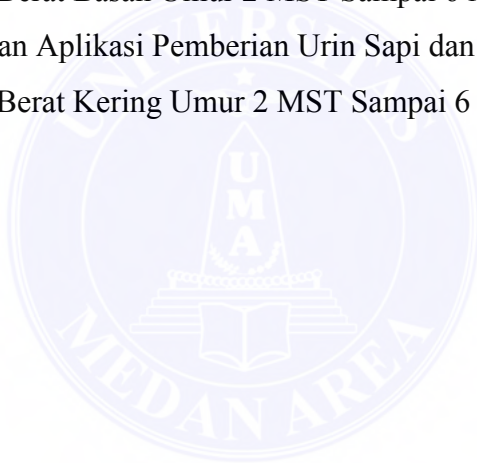 Berat Basah Umur 2 MST Sampai 6
an Aplikasi Pemberian Urin Sapi dan
Berat Kering Umur 2 MST Sampai 6
UNIVERSITAS
UMA
MEDAN AREA